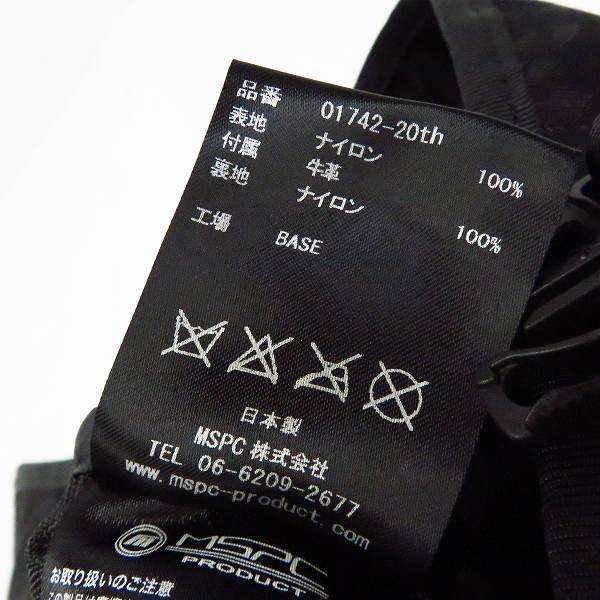 品番 01742-20th
表地 ナイロン 100%
付属 牛革
裏地 ナイロン 100%
工場 BASE
日本製
MSPC 株式会社
TEL 06-6209-2677
www.mspc-product.com
MSPC
PRODUCT
お取り扱いのご注意